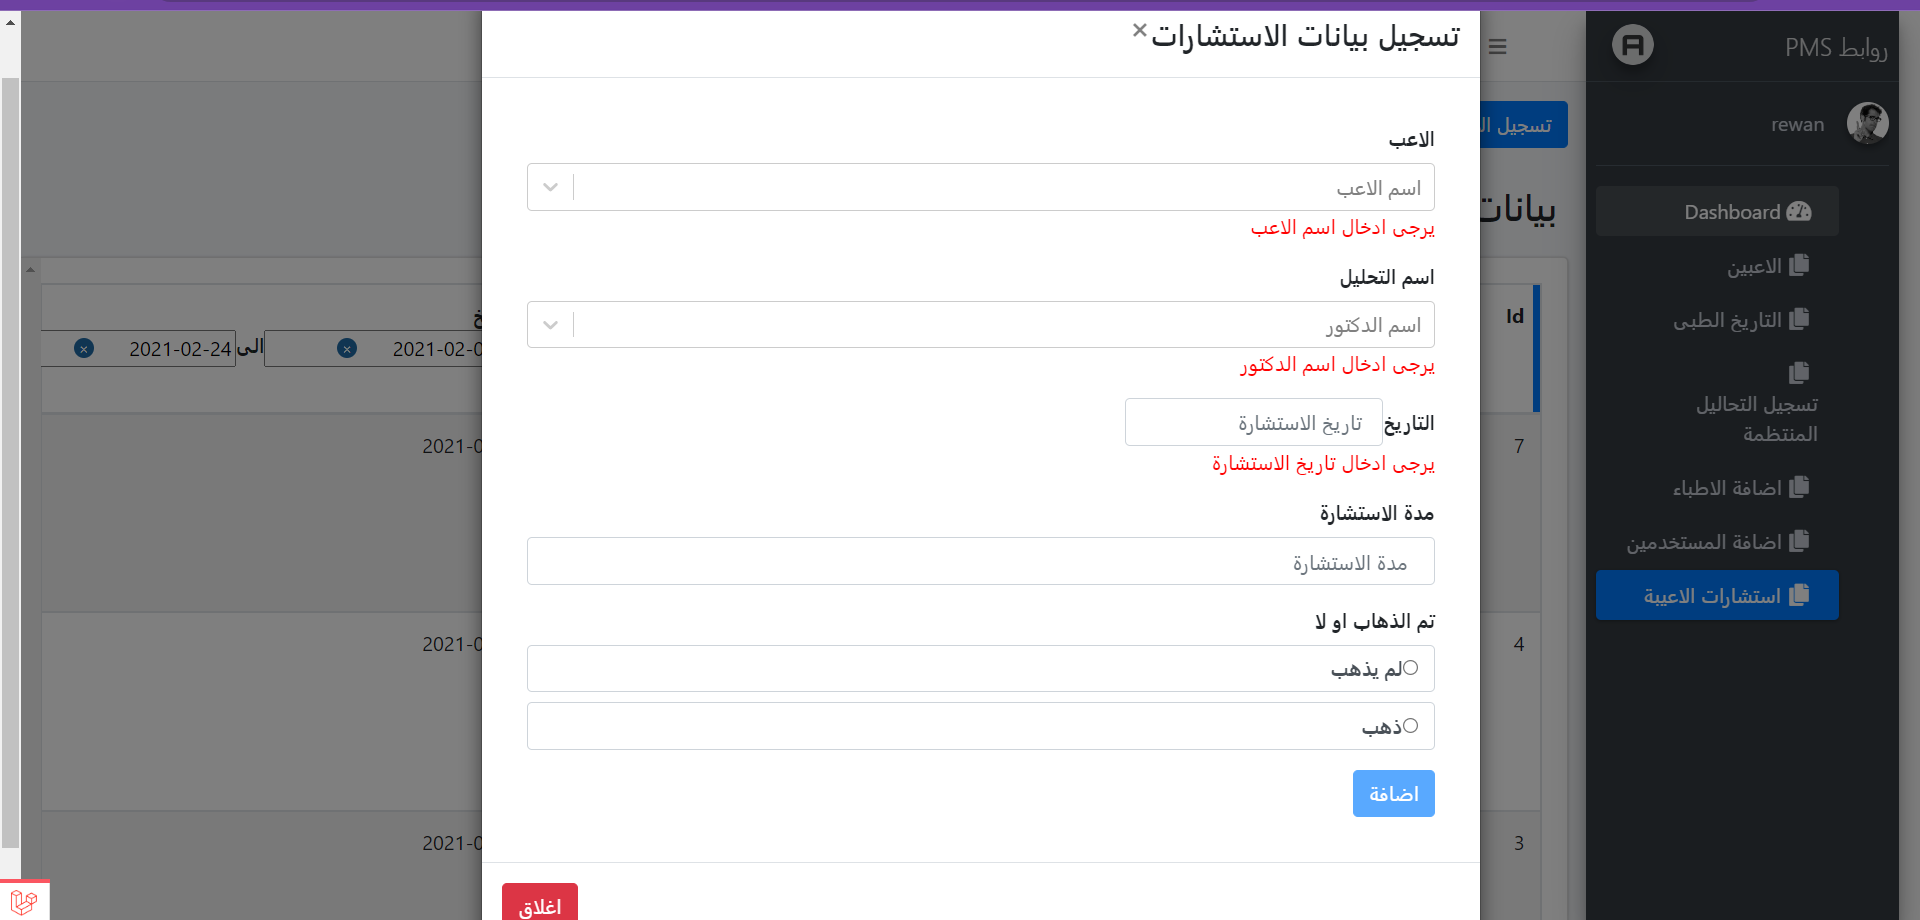 روابط PMS
rewan
Dashboard
الاعبين
التاريخ الطبى
تسجيل التحاليل
المنتظمة
اضافة الاطباء
اضافة المستخدمين
استشارات الاعيبة
تسجيل
بيانات
Id
2021-02-0
الى
2021-02-24
7
2021-0
4
2021-0
3
2021-0
تسجيل بيانات الاستشارات ×
الاعب
اسم الاعب
يرجى ادخال اسم الاعب
اسم التحليل
اسم الدكتور
يرجى ادخال اسم الدكتور
التاريخ
تاريخ الاستشارة
يرجى ادخال تاريخ الاستشارة
مدة الاستشارة
مدة الاستشارة
تم الذهاب او لا
لم يذهب
ذهب
اضافة
اغلاق